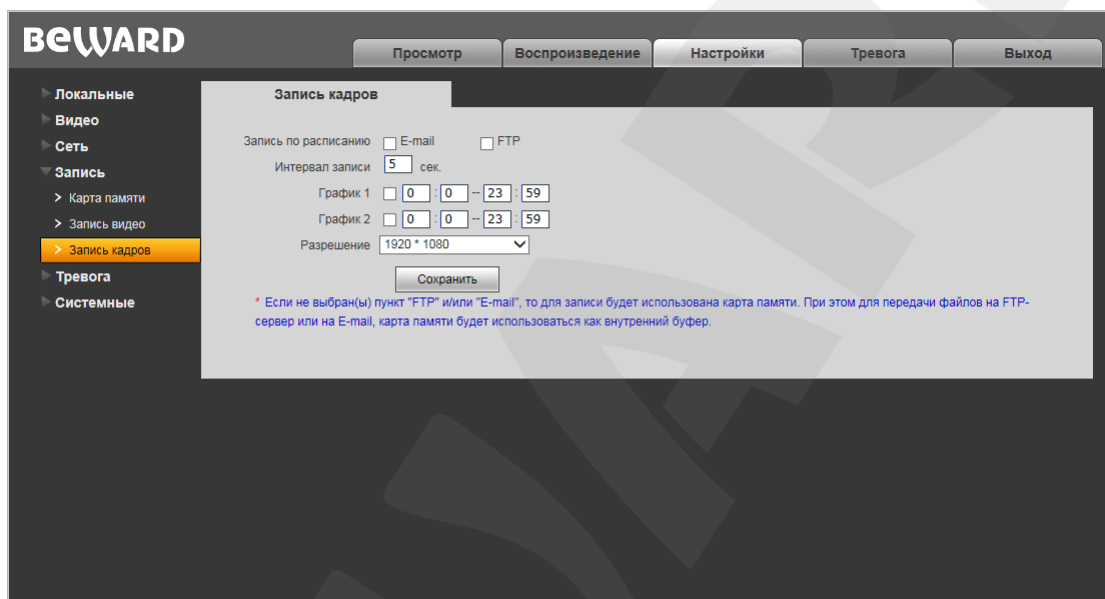 BEWARD
Просмотр Воспроизведение Настройки Тревога Выход
Локальные
Видео
Сеть
Запись
> Карта памяти
> Запись видео
> Запись кадров
Тревога
Системные
Запись кадров
Запись по расписанию E-mail FTP
Интервал записи 5 сек.
График 1 0 : 0 -- 23 : 59
График 2 0 : 0 -- 23 : 59
Разрешение 1920 * 1080
Сохранить
* Если не выбран(ы) пункт "FTP" и/или "E-mail", то для записи будет использована карта памяти. При этом для передачи файлов на FTP-
сервер или на E-mail, карта памяти будет использоваться как внутренний буфер.